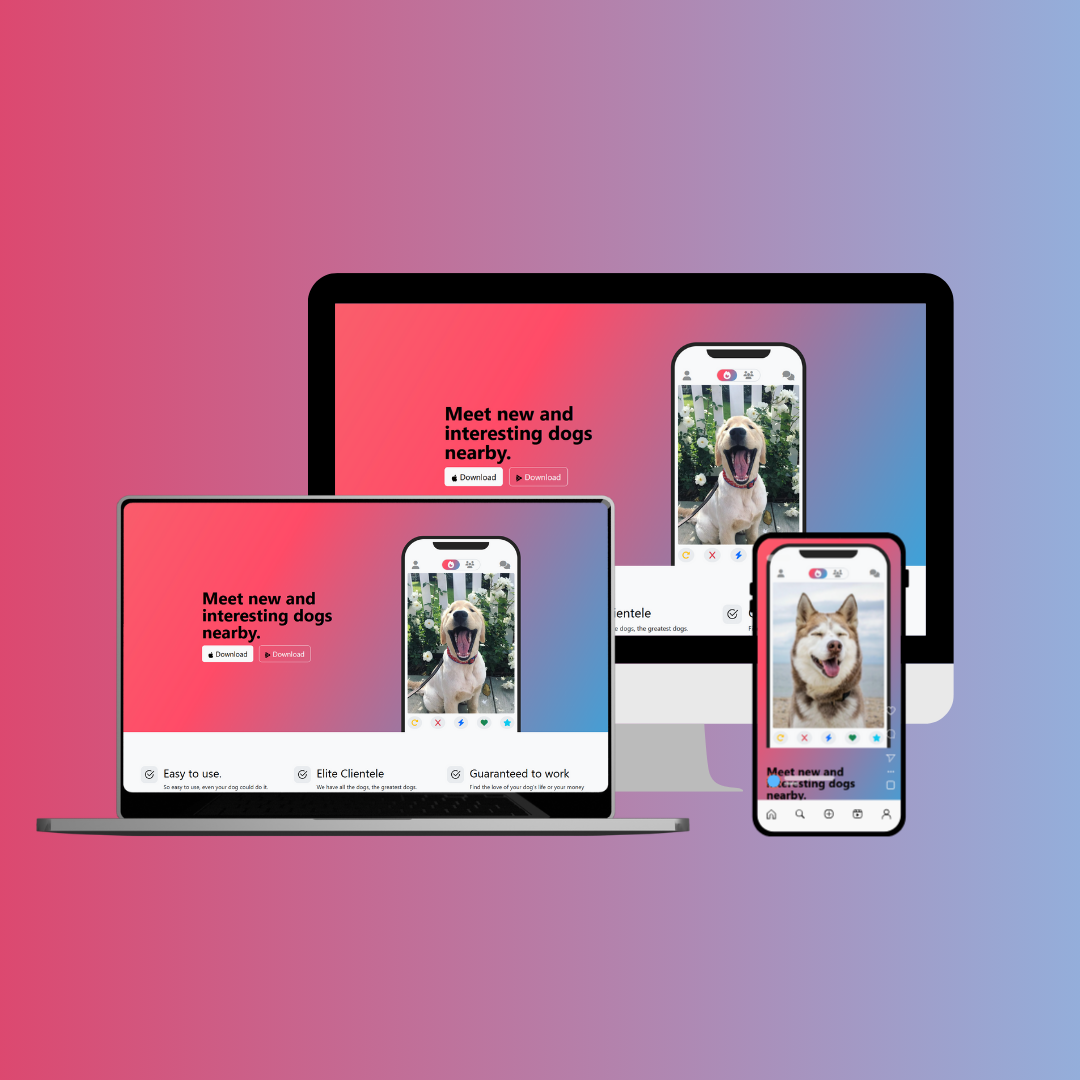 Meet new and
interesting dogs
nearby.
Download
Download
ientele
e dogs, the greatest dogs.
Meet new and
interesting dogs
nearby.
Download
Download
Easy to use.
So easy to use, even your dog could do it.
Elite Clientele
We have all the dogs, the greatest dogs.
Guaranteed to work
Find the love of your dog's life or your money
Meet new and
interesting dogs
nearby.